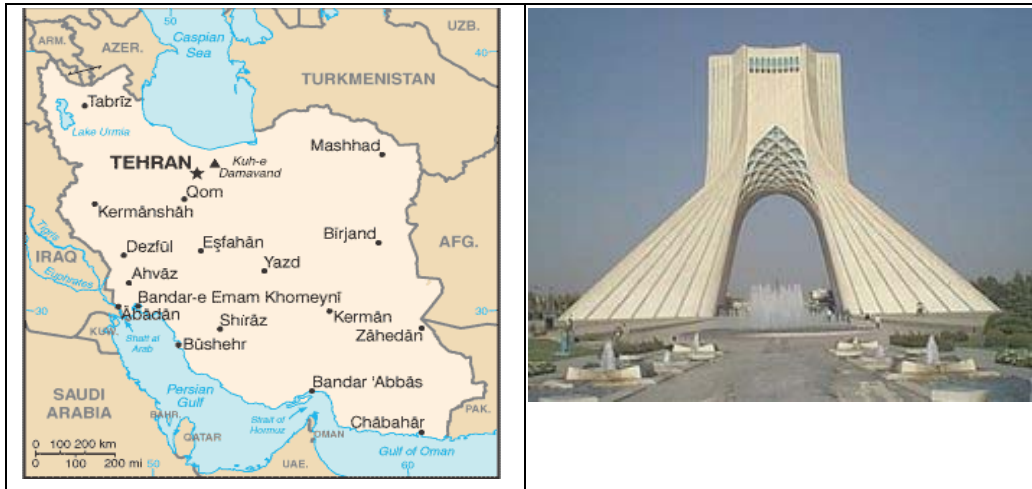 50
Caspian
Sea
UZB.
ARM.
AZER.
40
40
TURKMENISTAN
Tabrīz
Lake Urmia
Mashhad
TEHRAN
Kuh-e
Damavand
Qom
Kermānshāh
Tigris
Dezfūl
Eşfahān
Bīrjand
AFG.
IRAQ
Yazd
Euphrates
Ahvāz
Bandar-e Emam Khomeynī
30
Ābādān
Kermān
30
Shīrāz
Zāhedān
KUW.
Shatt al
Arab
Būshehr
SAUDI
ARABIA
Persian
Gulf
Bandar 'Abbās
PAK.
BAHR.
Strait of
Hormuz
Chābahār
QATAR
OMAN
Gulf of Oman
0 100 200 km
0 100 200 mi
50
UAE.
60